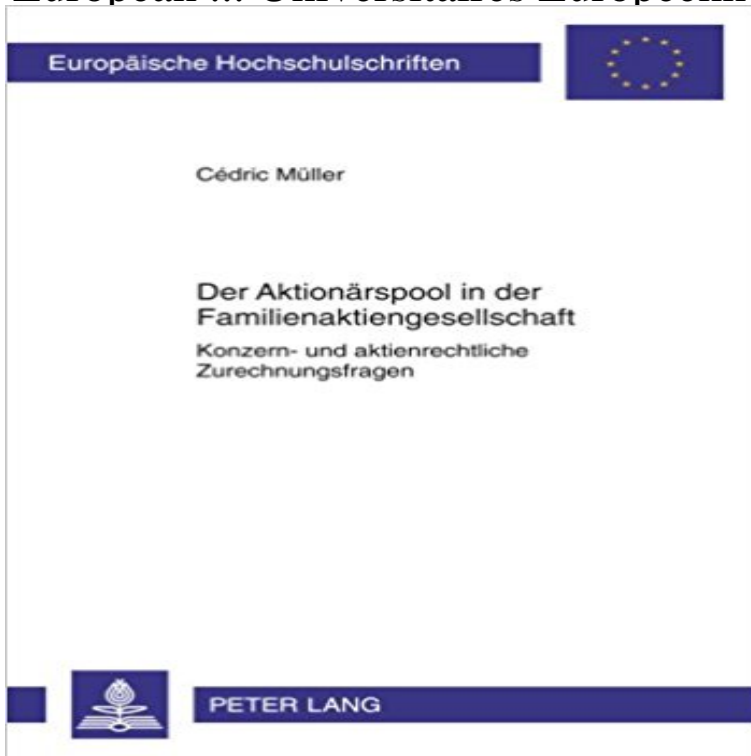 Europäische Hochschulschriften
Cédric Müller
Der Aktionärspool in der
Familienaktiengesellschaft
Konzern- und aktienrechtliche
Zurechnungsfragen
PETER LANG